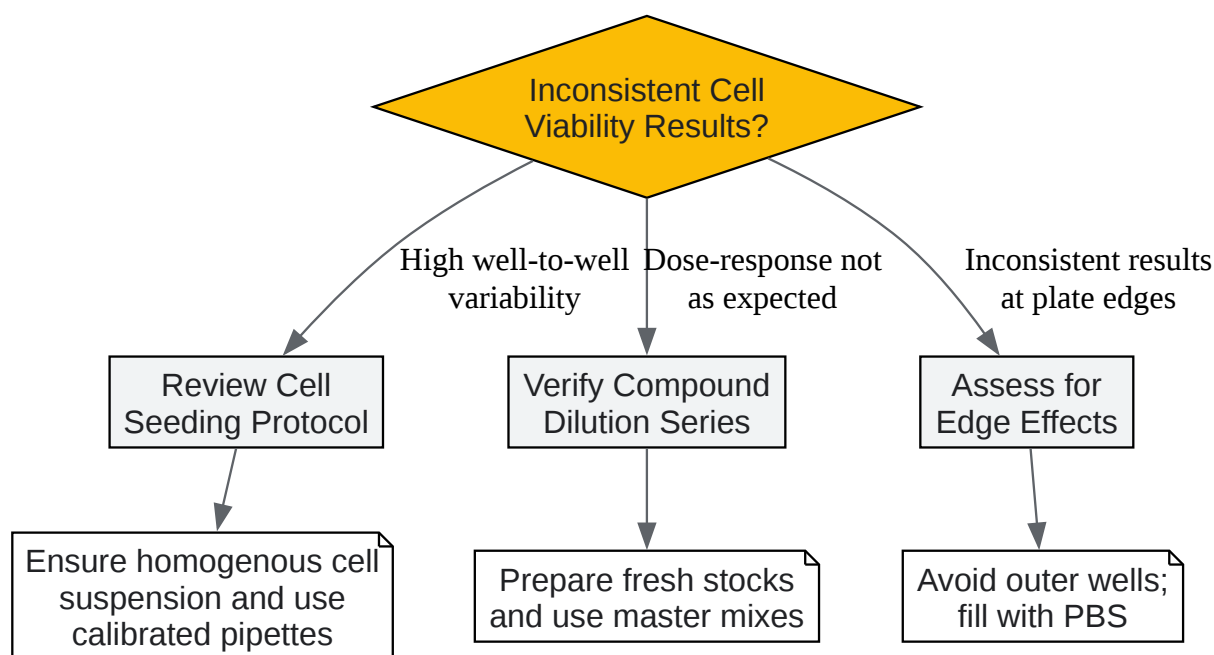 Inconsistent Cell
Viability Results?
High well-to-well
variability
Dose-response not
as expected
Inconsistent results
at plate edges
Review Cell
Seeding Protocol
Verify Compound
Dilution Series
Assess for
Edge Effects
Ensure homogenous cell
suspension and use
calibrated pipettes
Prepare fresh stocks
and use master mixes
Avoid outer wells;
fill with PBS